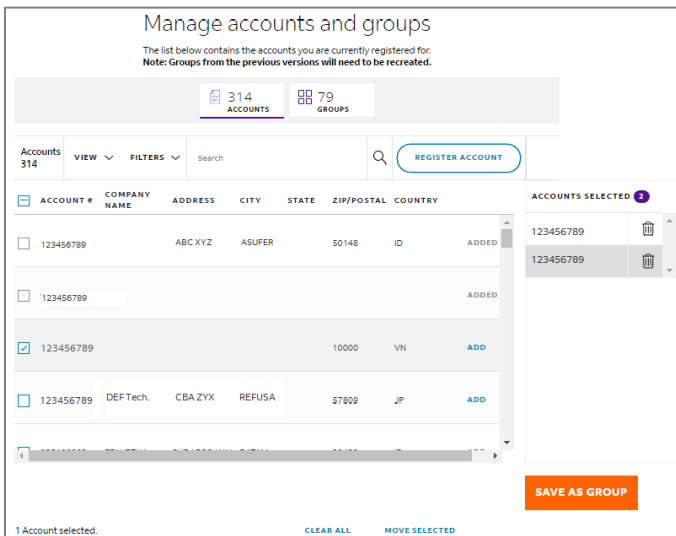 Manage accounts and groups
The list below contains the accounts you are currently registered for.
Note: Groups from the previous versions will need to be recreated.
314 ACCOUNTS
79 GROUPS
Accounts 314
VIEW
FILTERS
Search
REGISTER ACCOUNT
ACCOUNT # COMPANY NAME ADDRESS CITY STATE ZIP/POSTAL COUNTRY
123456789 ABC XYZ ASUFER 50148 ID ADDED
'123456789 ADDED
123456789 10000 VN ADD
123456789 DEF Tech. CBA ZYX REFUSA 57809 JP ADD
ACCOUNTS SELECTED 2
123456789
123456789
SAVE AS GROUP
1 Account selected.
CLEAR ALL
MOVE SELECTED